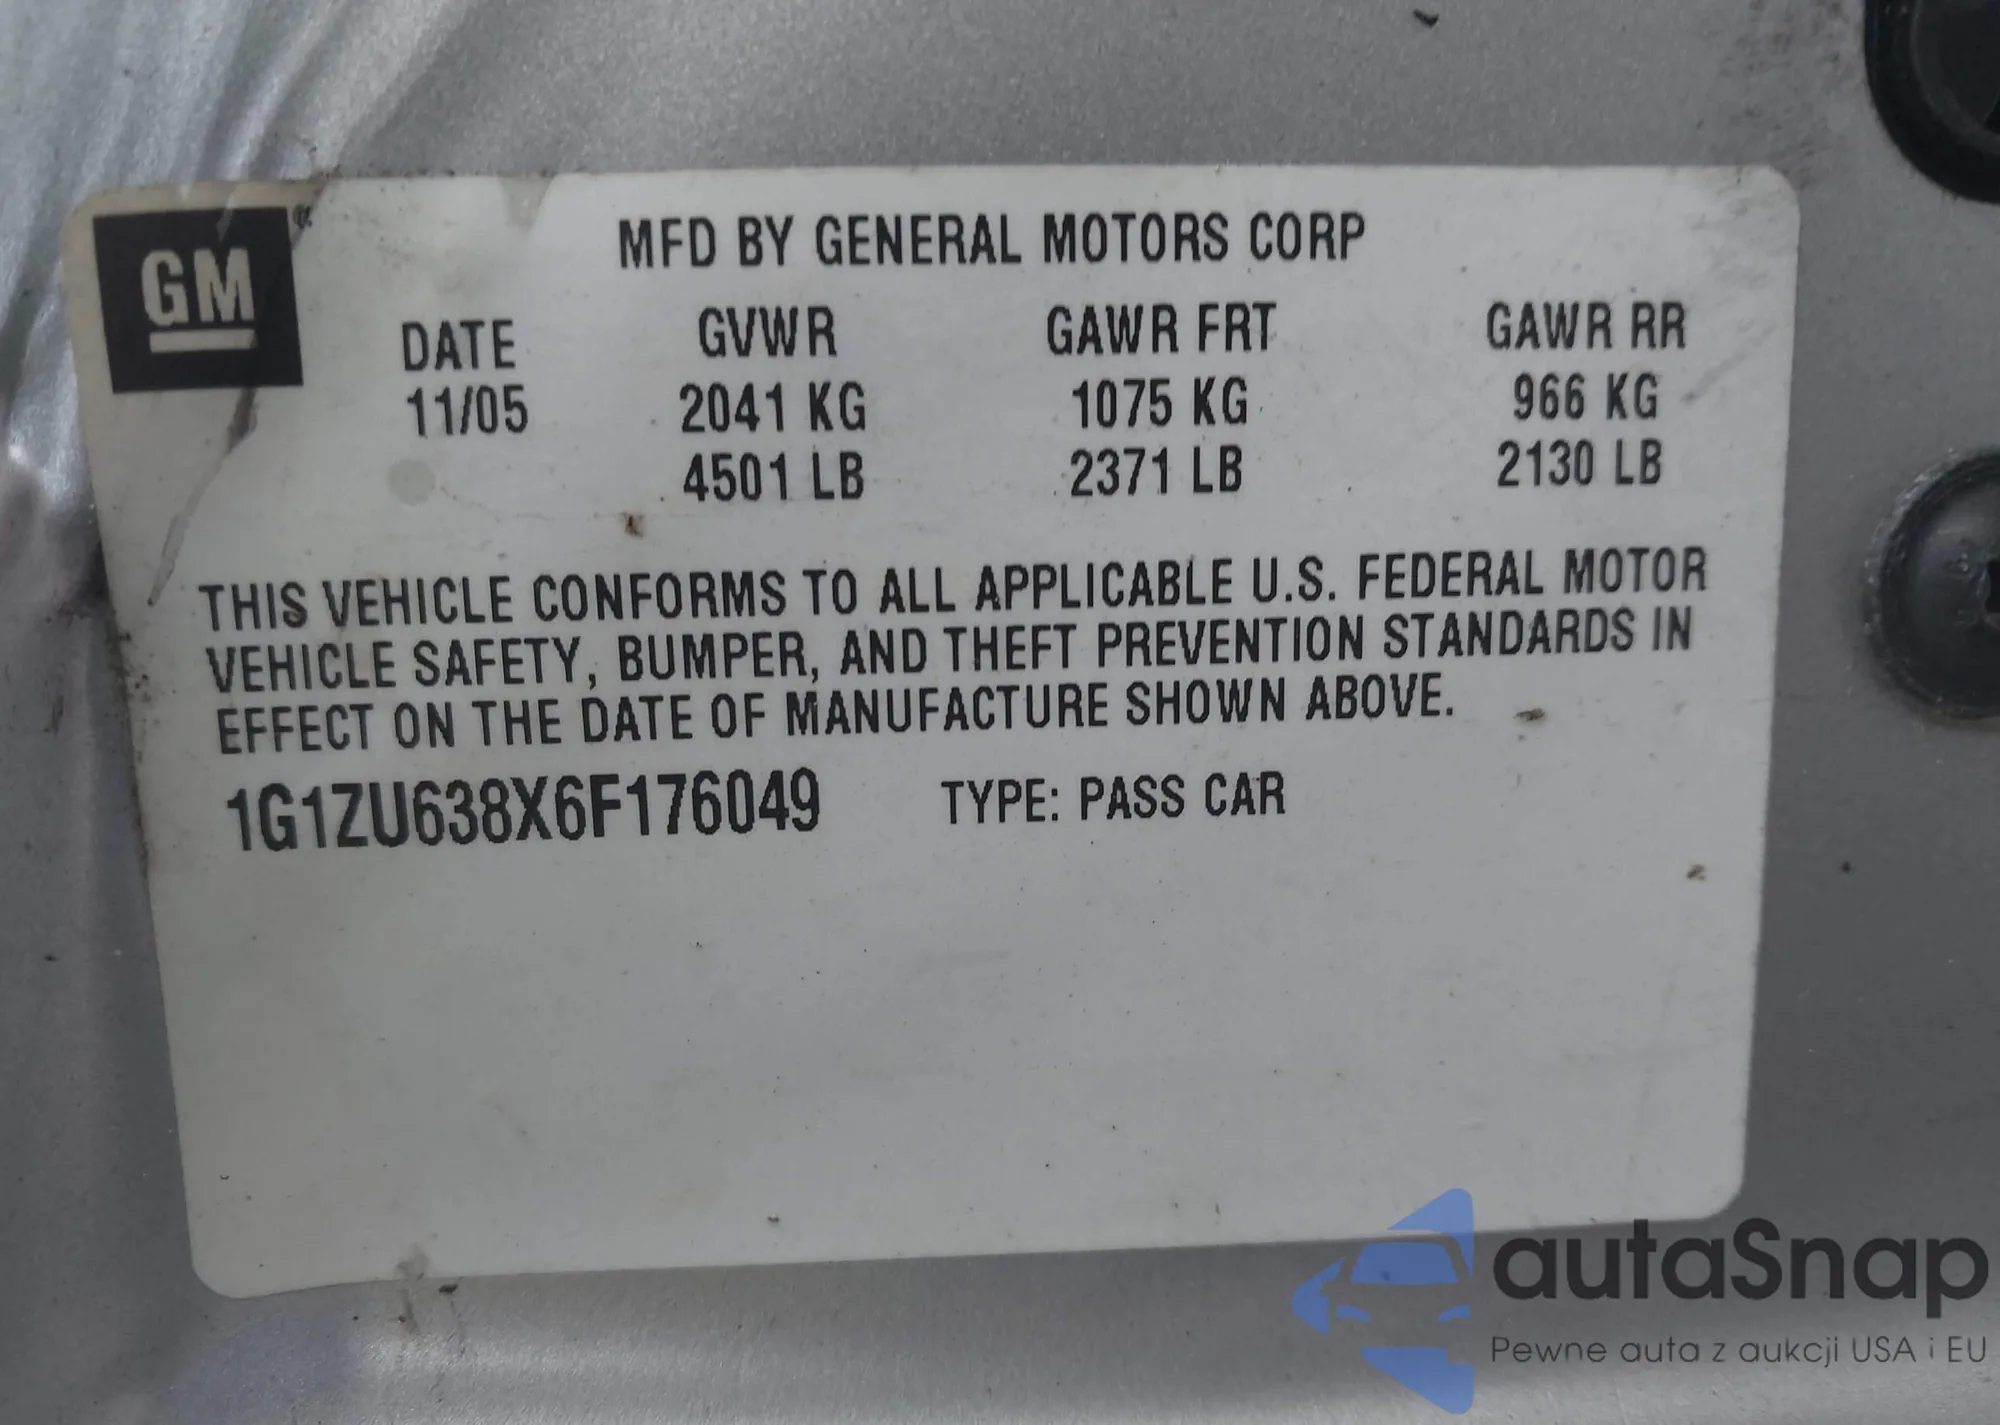 GM
MFD BY GENERAL MOTORS CORP
DATE GVWR GAWR FRT GAWR RR
11/05 2041 KG 1075 KG 966 KG
4501 LB 2371 LB 2130 LB
THIS VEHICLE CONFORMS TO ALL APPLICABLE U.S. FEDERAL MOTOR
VEHICLE SAFETY, BUMPER, AND THEFT PREVENTION STANDARDS IN
EFFECT ON THE DATE OF MANUFACTURE SHOWN ABOVE.
1G1ZU638X6F176049 TYPE: PASS CAR
autaSnap
Pewne auta z aukcji USA i EU